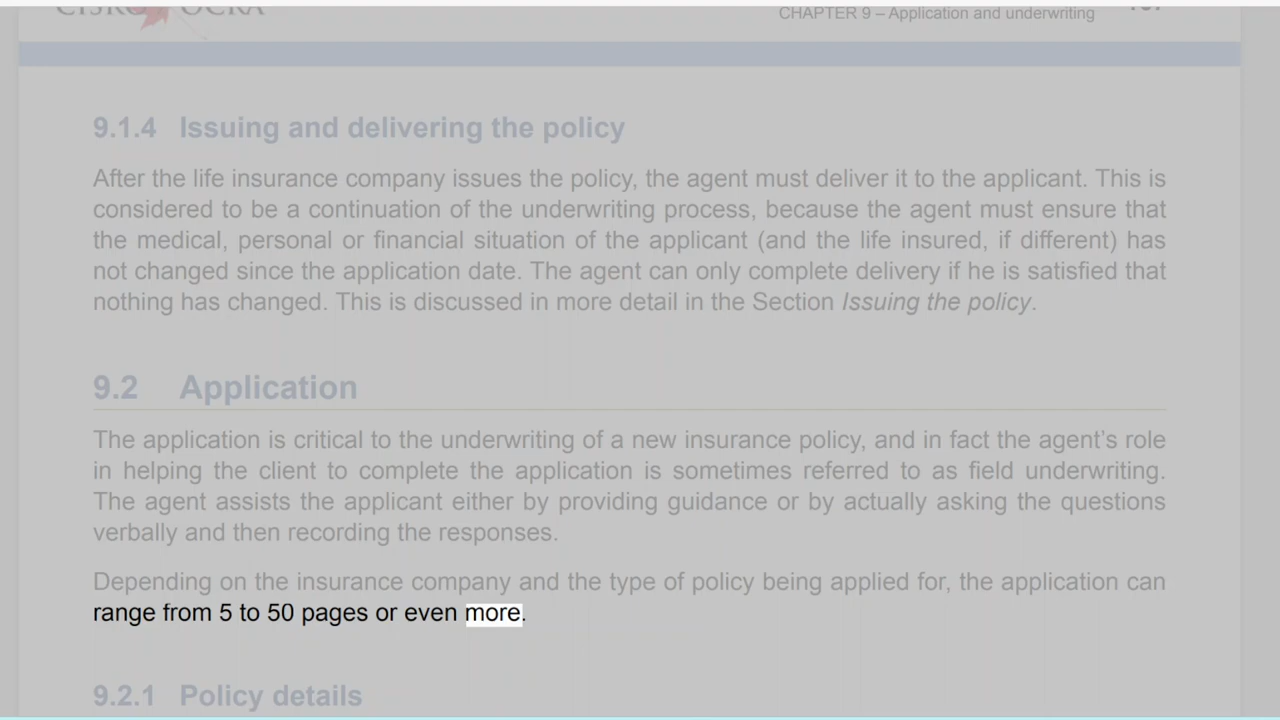 CHAPTER 9 – Application and underwriting
9.1.4 Issuing and delivering the policy
After the life insurance company issues the policy, the agent must deliver it to the applicant. This is
considered to be a continuation of the underwriting process, because the agent must ensure that
the medical, personal or financial situation of the applicant (and the life insured, if different) has
not changed since the application date. The agent can only complete delivery if he is satisfied that
nothing has changed. This is discussed in more detail in the Section Issuing the policy.
9.2 Application
The application is critical to the underwriting of a new insurance policy, and in fact the agent’s role
in helping the client to complete the application is sometimes referred to as field underwriting.
The agent assists the applicant either by providing guidance or by actually asking the questions
verbally and then recording the responses.
Depending on the insurance company and the type of policy being applied for, the application can
range from 5 to 50 pages or even more.
9.2.1 Policy details